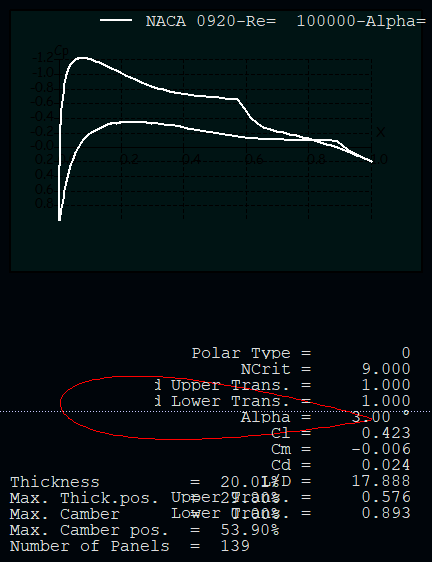 NACA 0920-Re= 100000-Alpha=
Cp
-1.2
-1.0
-0.8
-0.6
-0.4
-0.2
X
0.2
0.2 0.4 0.6 0.8 1.0
0.4
0.6
0.8
Polar Type = 0
NCrit = 9.000
d Upper Trans. = 1.000
d Lower Trans. = 1.000
Alpha = 3.00 °
Cl = 0.423
Cm = -0.006
Cd = 0.024
L/D = 17.888
Upper Trans. = 0.576
Lower Trans. = 0.893
Thickness = 20.01%
Max. Thick.pos. = 29.00%
Max. Camber =
Max. Camber pos. = 53.90%
Number of Panels = 139